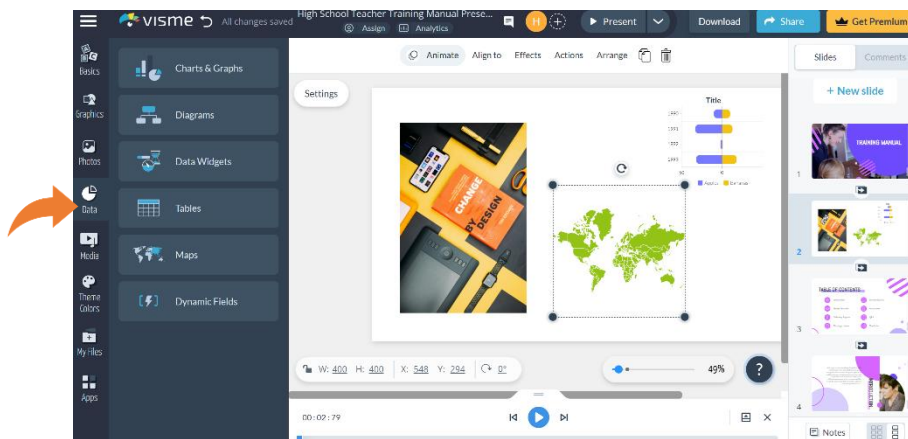 visme
All changes saved
High School Teacher Training Manual Prese...
Assign
Analytics
H
Present
Download
Share
Get Premium
Basics
Graphics
Photos
Data
Media
Theme
Colors
My Files
Apps
Charts & Graphs
Diagrams
Data Widgets
Tables
Maps
Dynamic Fields
Animate
Align to
Effects
Actions
Arrange
Settings
CHANGE
BY
DESIGN
Title
W: 400 H: 400 X: 548 Y: 294 0°
49%
?
00:02:79
Slides
Comments
+ New slide
1
TRAINING MANUAL
2
3
TABLE OF CONTENTS
4
Notes